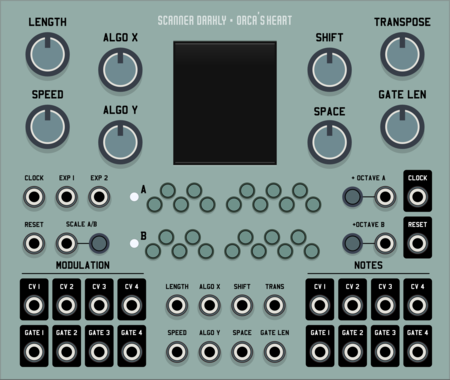 SCANNER DARKLY • ORCA'S HEART
LENGTH
ALGO X
SHIFT
TRANSPOSE
SPEED
ALGO Y
SPACE
GATE LEN
CLOCK EXP 1 EXP 2
A
+ OCTAVE A
CLOCK
RESET SCALE A/B
B
+OCTAVE B
RESET
MODULATION
NOTES
CV 1 CV 2 CV 3 CV 4
LENGTH ALGO X SHIFT TRANS
CV 1 CV 2 CV 3 CV 4
GATE 1 GATE 2 GATE 3 GATE 4
SPEED ALGO Y SPACE GATE LEN
GATE 1 GATE 2 GATE 3 GATE 4